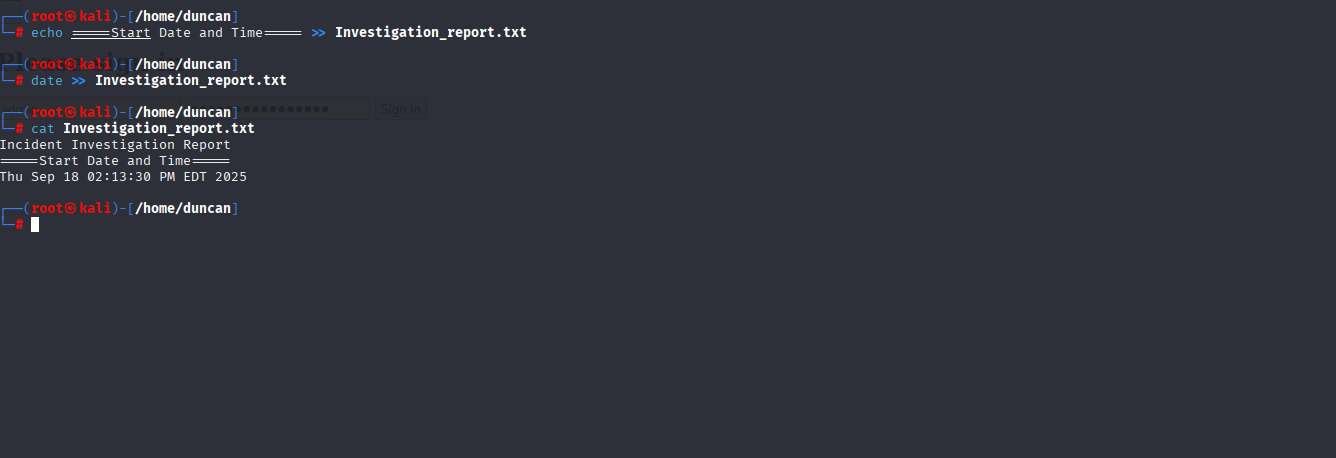 ┌──(root㉿kali)-[/home/duncan]
└─# echo =====Start Date and Time===== >> Investigation_report.txt
┌──(root㉿kali)-[/home/duncan]
└─# date >> Investigation_report.txt
┌──(root㉿kali)-[/home/duncan]
Sign in
└─# cat Investigation_report.txt
Incident Investigation Report
=====Start Date and Time=====
Thu Sep 18 02:13:30 PM EDT 2025
┌──(root㉿kali)-[/home/duncan]
└─#